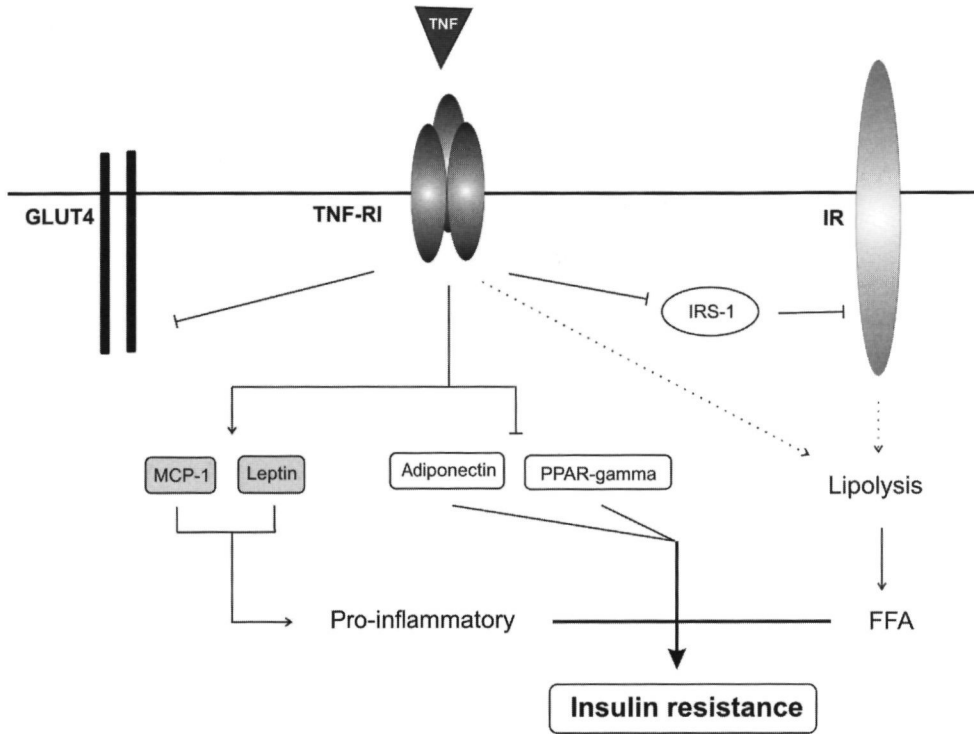 TNF
GLUT4
TNF-RI
IR
IRS-1
MCP-1
Leptin
Adiponectin
PPAR-gamma
Lipolysis
Pro-inflammatory
FFA
Insulin resistance